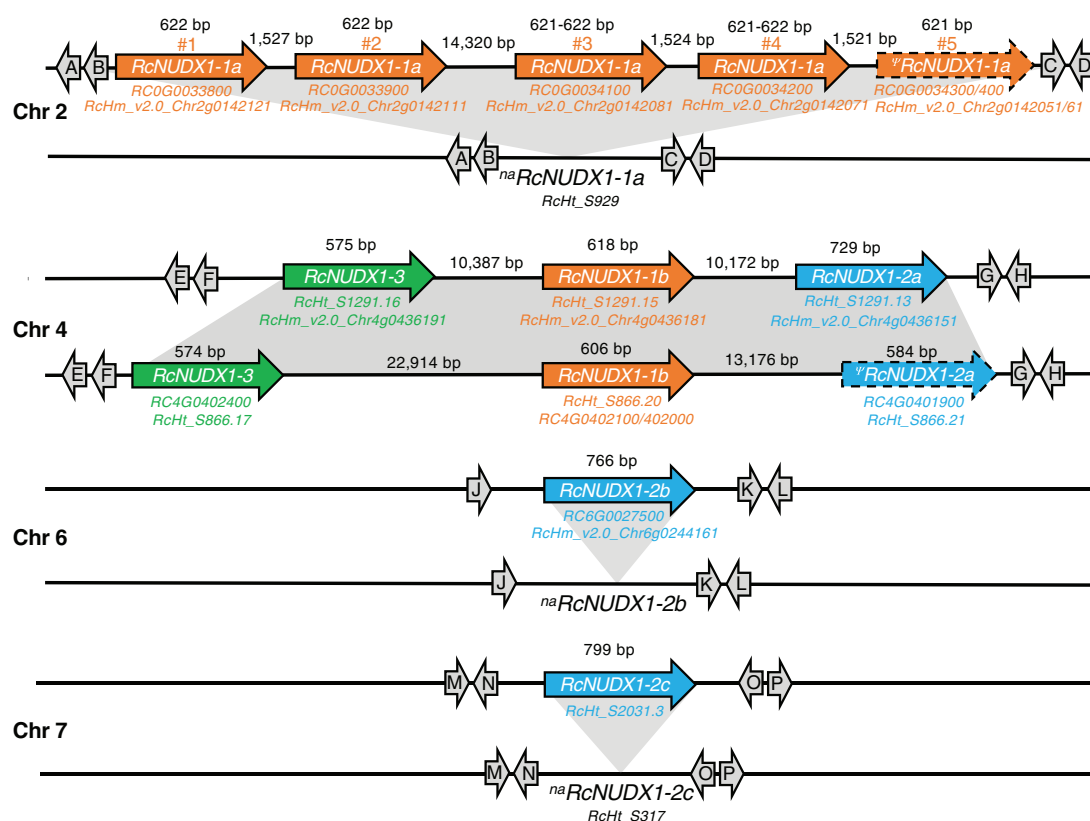 622 bp 622 bp 621-622 bp 621-622 bp 621 bp
#1 1,527 bp #2 14,320 bp #3 1,524 bp #4 1,521 bp #5
A B RcNUDX1-1a RcNUDX1-1a RcNUDX1-1a RcNUDX1-1a ΨRcNUDX1-1a C D
RC0G0033800 RC0G0033900 RC0G0034100 RC0G0034200 RC0G0034300/400
Chr 2 RcHm_v2.0_Chr2g0142121 RcHm_v2.0_Chr2g0142111 RcHm_v2.0_Chr2g0142081 RcHm_v2.0_Chr2g0142071 RcHm_v2.0_Chr2g0142051/61
A B C D
naRcNUDX1-1a
RcHt_S929
575 bp 618 bp 729 bp
E F RcNUDX1-3 10,387 bp RcNUDX1-1b 10,172 bp RcNUDX1-2a G H
RcHt_S1291.16 RcHt_S1291.15 RcHt_S1291.13
Chr 4 RcHm_v2.0_Chr4g0436191 RcHm_v2.0_Chr4g0436181 RcHm_v2.0_Chr4g0436151
574 bp 606 bp 584 bp
E F RcNUDX1-3 22,914 bp RcNUDX1-1b 13,176 bp ΨRcNUDX1-2a G H
RC4G0402400 RcHt_S866.20 RC4G0401900
RcHt_S866.17 RC4G0402100/402000 RcHt_S866.21
766 bp
J RcNUDX1-2b K L
RC6G0027500
Chr 6 RcHm_v2.0_Chr6g0244161
J K L
naRcNUDX1-2b
799 bp
M N RcNUDX1-2c O P
RcHt_S2031.3
Chr 7
M N O P
naRcNUDX1-2c
RcHt_S317